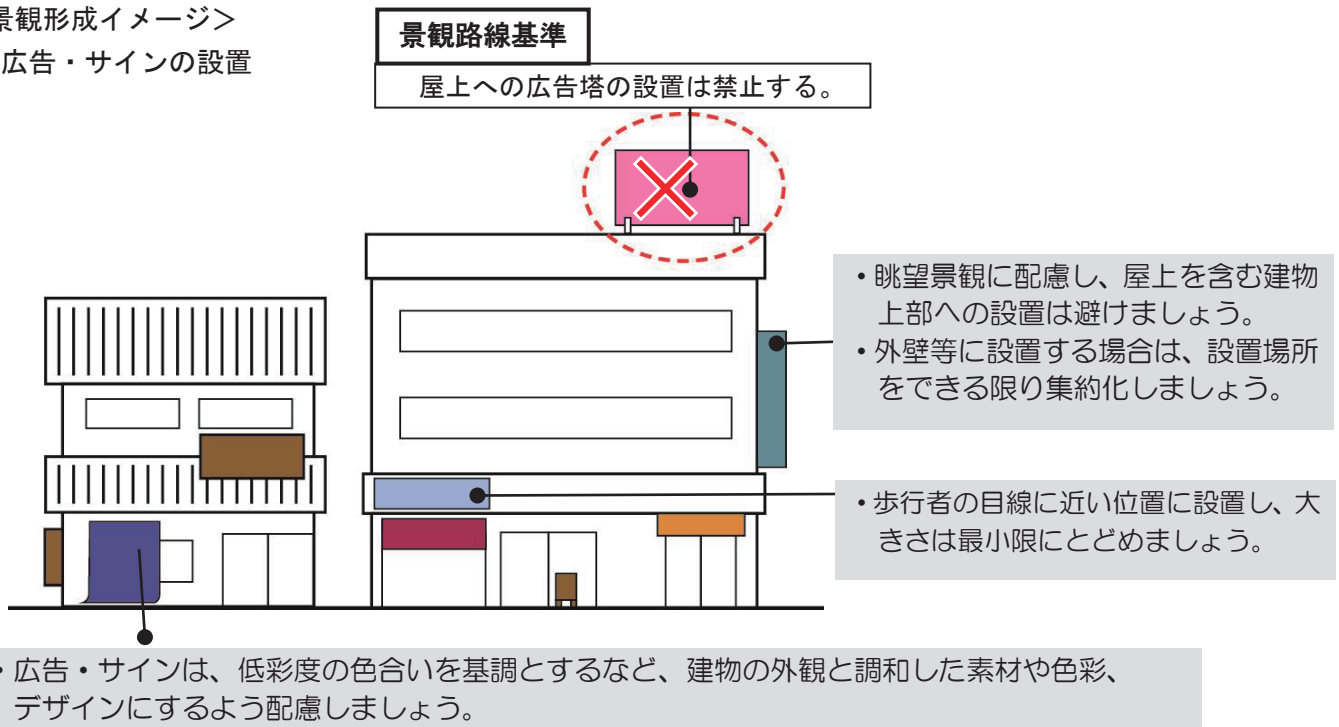 景観形成イメージ＞
広告・サインの設置
景観路線基準
屋上への広告塔の設置は禁止する。
・眺望景観に配慮し、屋上を含む建物
上部への設置は避けましょう。
・外壁等に設置する場合は、設置場所
をできる限り集約化しましょう。
・歩行者の目線に近い位置に設置し、大
きさは最小限にとどめましょう。
・広告・サインは、低彩度の色合いを基調とするなど、建物の外観と調和した素材や色彩、
デザインにするよう配慮しましょう。